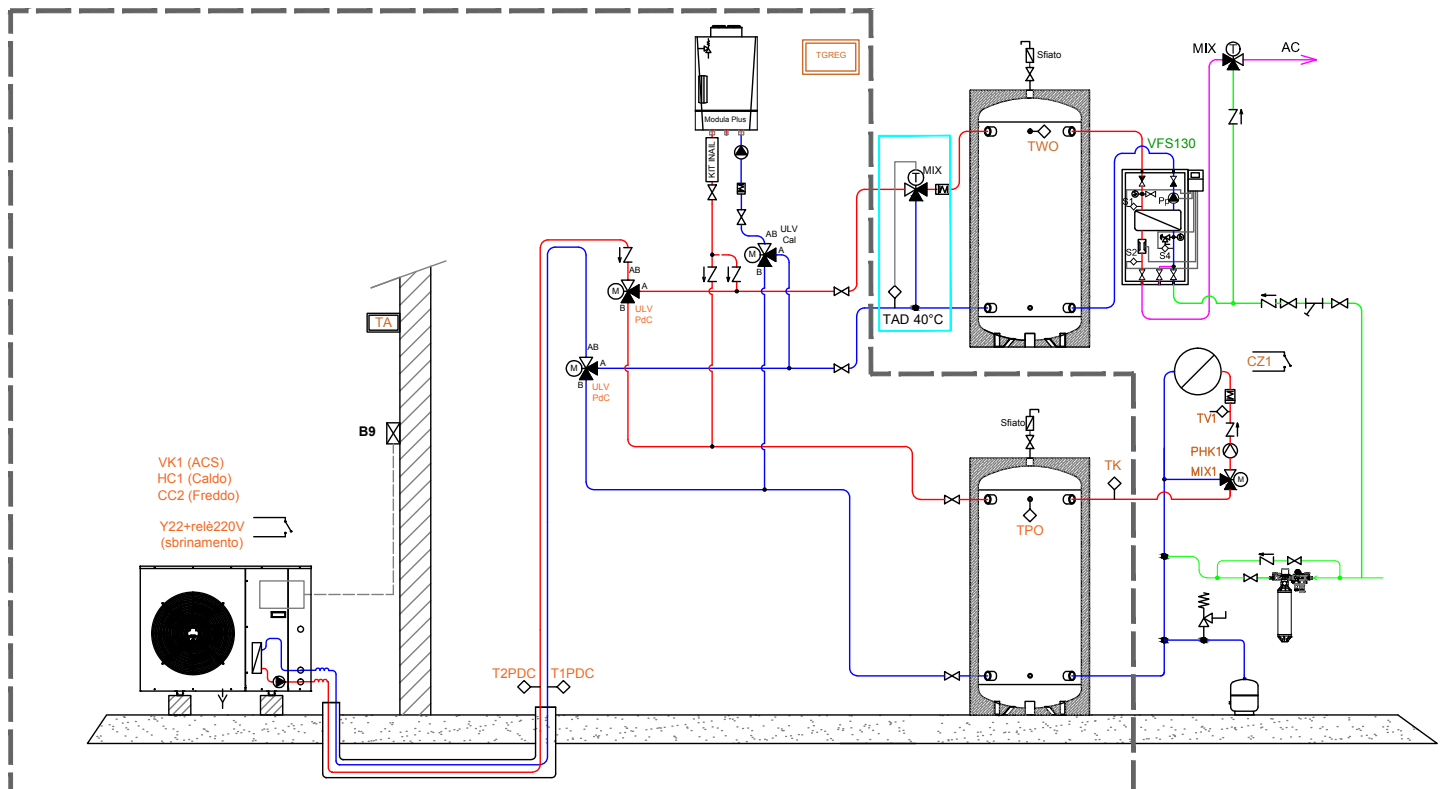 TGREG
Sfiato
MIX
AC
Modula Plus
KIT INAIL
TWO
VFS130
MIX
T
T
S1
Pp
S2
S4
AB
ULV
Cal
M
A
B
AB
M
A
B
ULV
PdC
TAD 40°C
TA
AB
M
A
B
ULV
PdC
CZ1
TV1
B9
Sfiato
PHK1
MIX1
M
TK
TPO
VK1 (ACS)
HC1 (Caldo)
CC2 (Freddo)
Y22+relè220V
(sbrinamento)
T2PDC
T1PDC